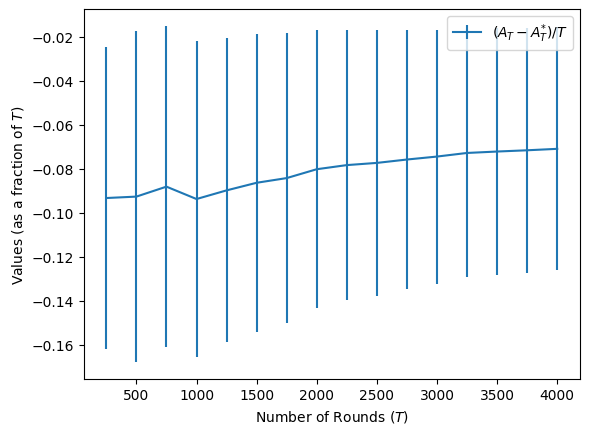 (A_T − A_T^*)/T
−0.02
−0.04
−0.06
−0.08
−0.10
−0.12
−0.14
−0.16
Values (as a fraction of T)
500 1000 1500 2000 2500 3000 3500 4000
Number of Rounds (T)